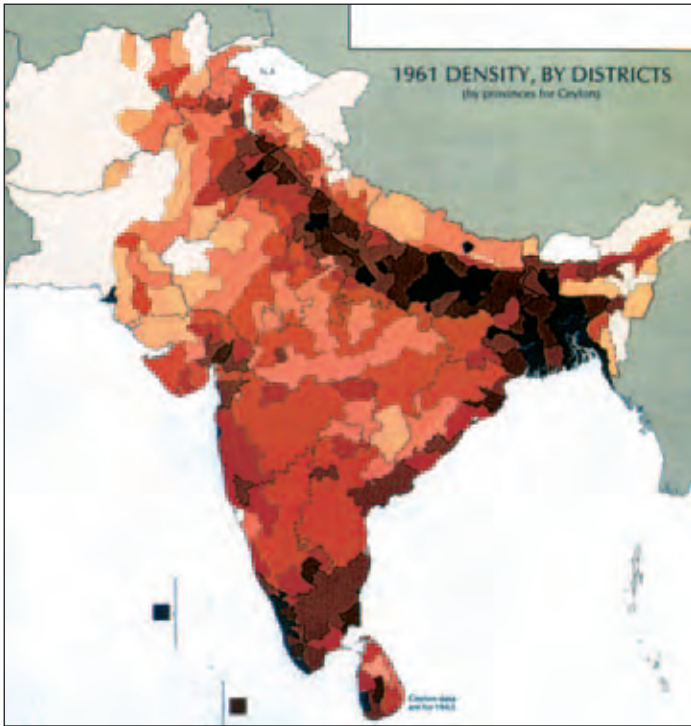 N.A.
1961 DENSITY, BY DISTRICTS
(by provinces for Ceylon)
Ceylon data
are for 1963.